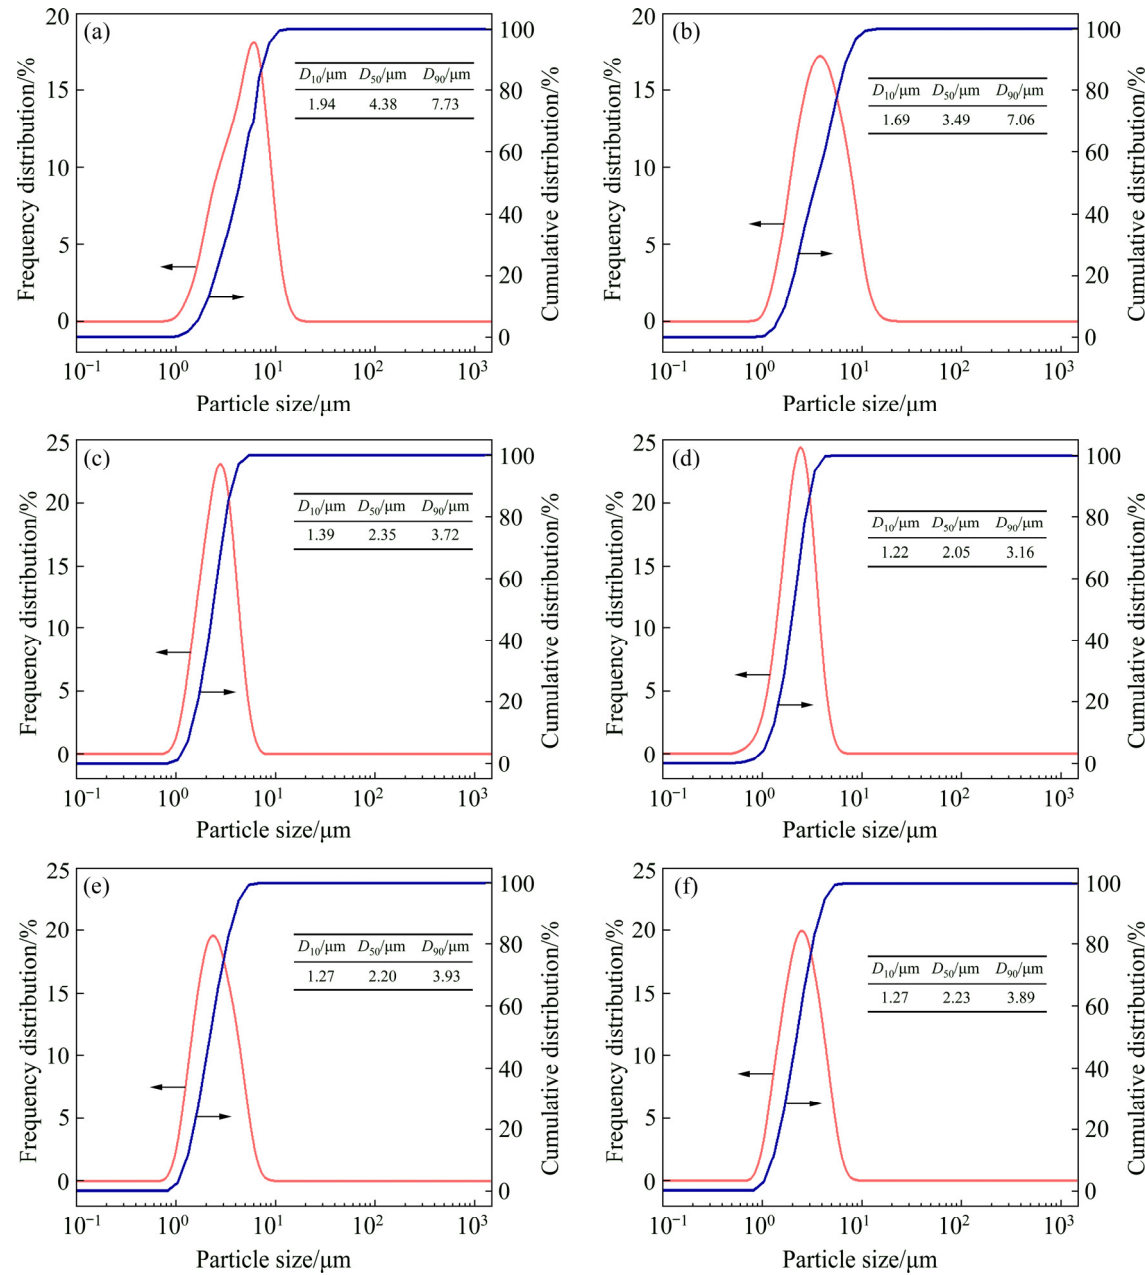 (a)
D10/μm D50/μm D90/μm
1.94 4.38 7.73
20
15
10
5
0
Frequency distribution/%
100
80
60
40
20
0
Cumulative distribution/%
10−1 100 101 102 103
Particle size/μm
(b)
D10/μm D50/μm D90/μm
1.69 3.49 7.06
20
15
10
5
0
Frequency distribution/%
100
80
60
40
20
0
Cumulative distribution/%
10−1 100 101 102 103
Particle size/μm
(c)
D10/μm D50/μm D90/μm
1.39 2.35 3.72
25
20
15
10
5
0
Frequency distribution/%
100
80
60
40
20
0
Cumulative distribution/%
10−1 100 101 102 103
Particle size/μm
(d)
D10/μm D50/μm D90/μm
1.22 2.05 3.16
25
20
15
10
5
0
Frequency distribution/%
100
80
60
40
20
0
Cumulative distribution/%
10−1 100 101 102 103
Particle size/μm
(e)
D10/μm D50/μm D90/μm
1.27 2.20 3.93
25
20
15
10
5
0
Frequency distribution/%
100
80
60
40
20
0
Cumulative distribution/%
10−1 100 101 102 103
Particle size/μm
(f)
D10/μm D50/μm D90/μm
1.27 2.23 3.89
25
20
15
10
5
0
Frequency distribution/%
100
80
60
40
20
0
Cumulative distribution/%
10−1 100 101 102 103
Particle size/μm